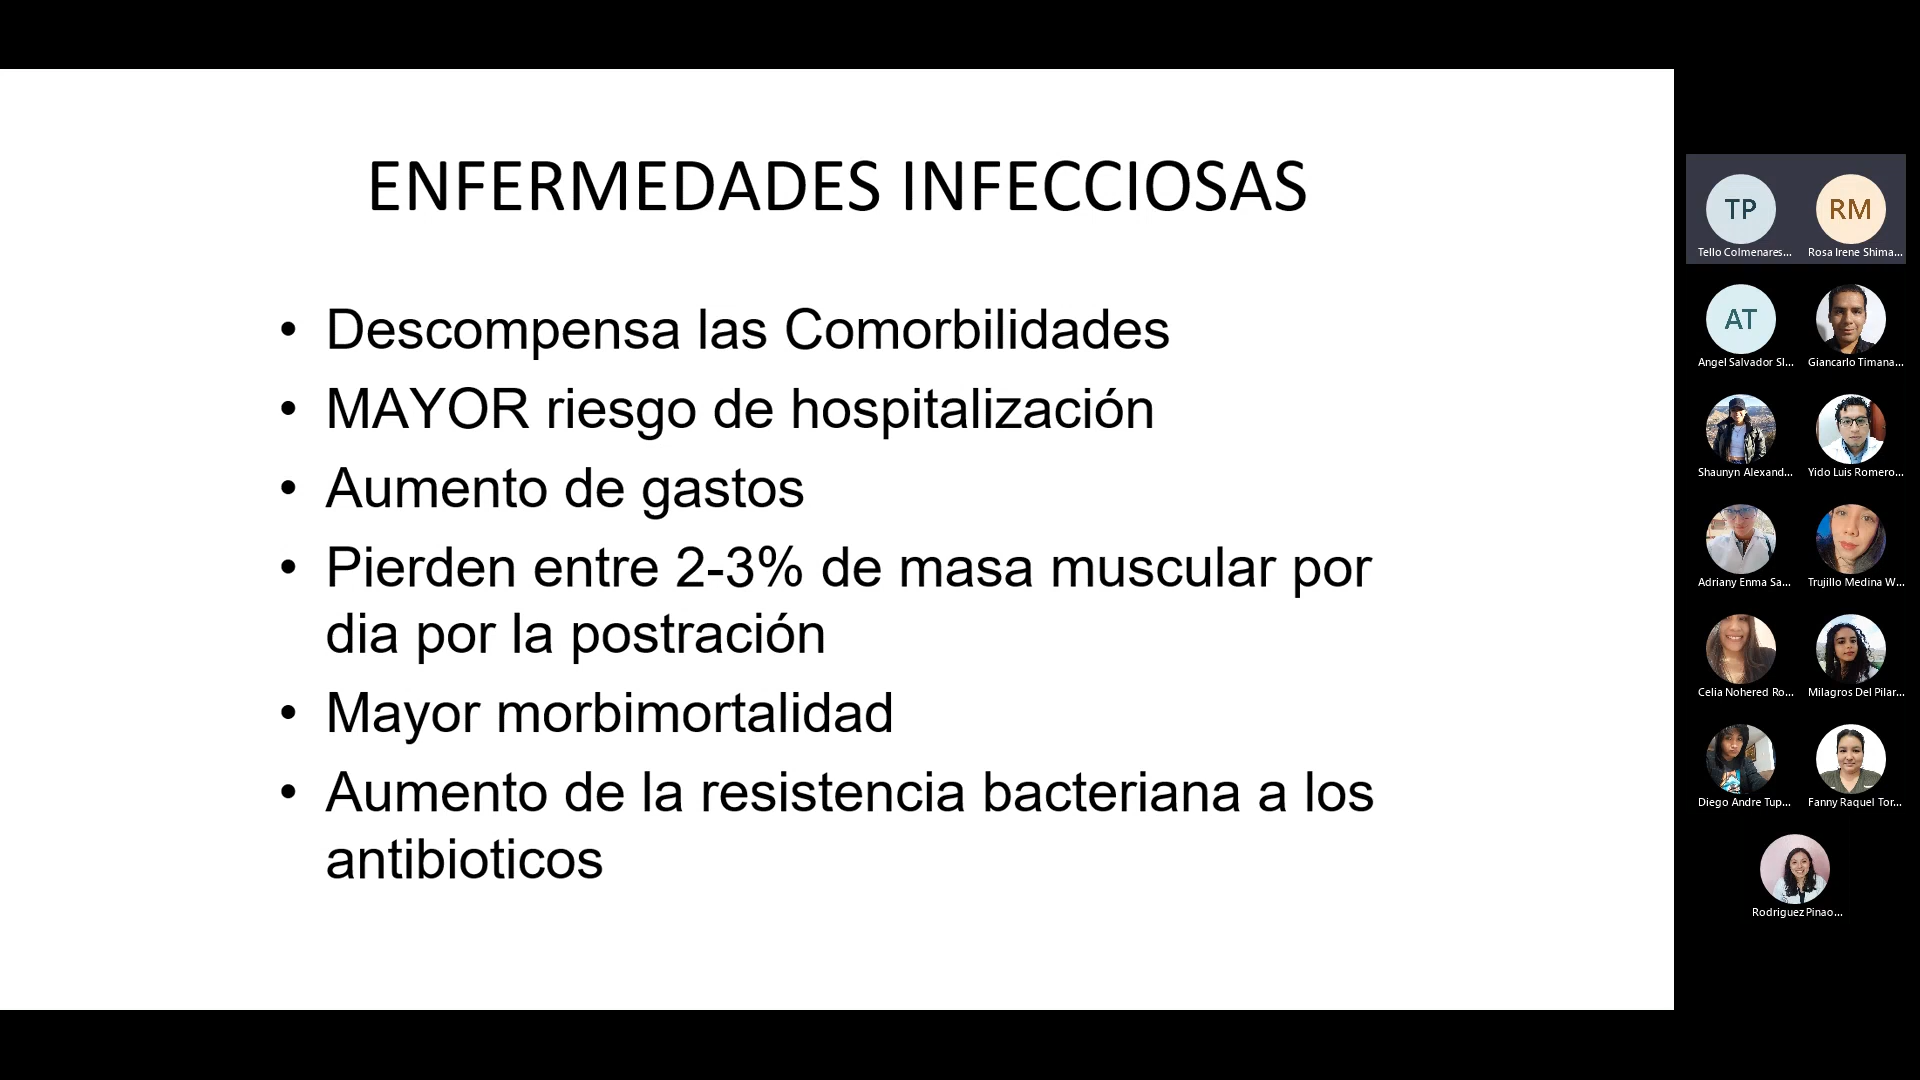 ENFERMEDADES INFECCIOSAS
• Descompensa las Comorbilidades
• MAYOR riesgo de hospitalización
• Aumento de gastos
• Pierden entre 2-3% de masa muscular por
dia por la postración
• Mayor morbimortalidad
• Aumento de la resistencia bacteriana a los
antibioticos
TP
RM
Tello Colmenares...
Rosa Irene Shima...
AT
Angel Salvador Sl...
Giancarlo Timana...
Shaunyn Alexand...
Yido Luis Romero...
Adriany Enma Sa...
Trujillo Medina W...
Celia Nohered Ro...
Milagros Del Pilar...
Diego Andre Tup...
Fanny Raquel Tor...
Rodriguez Pinao...